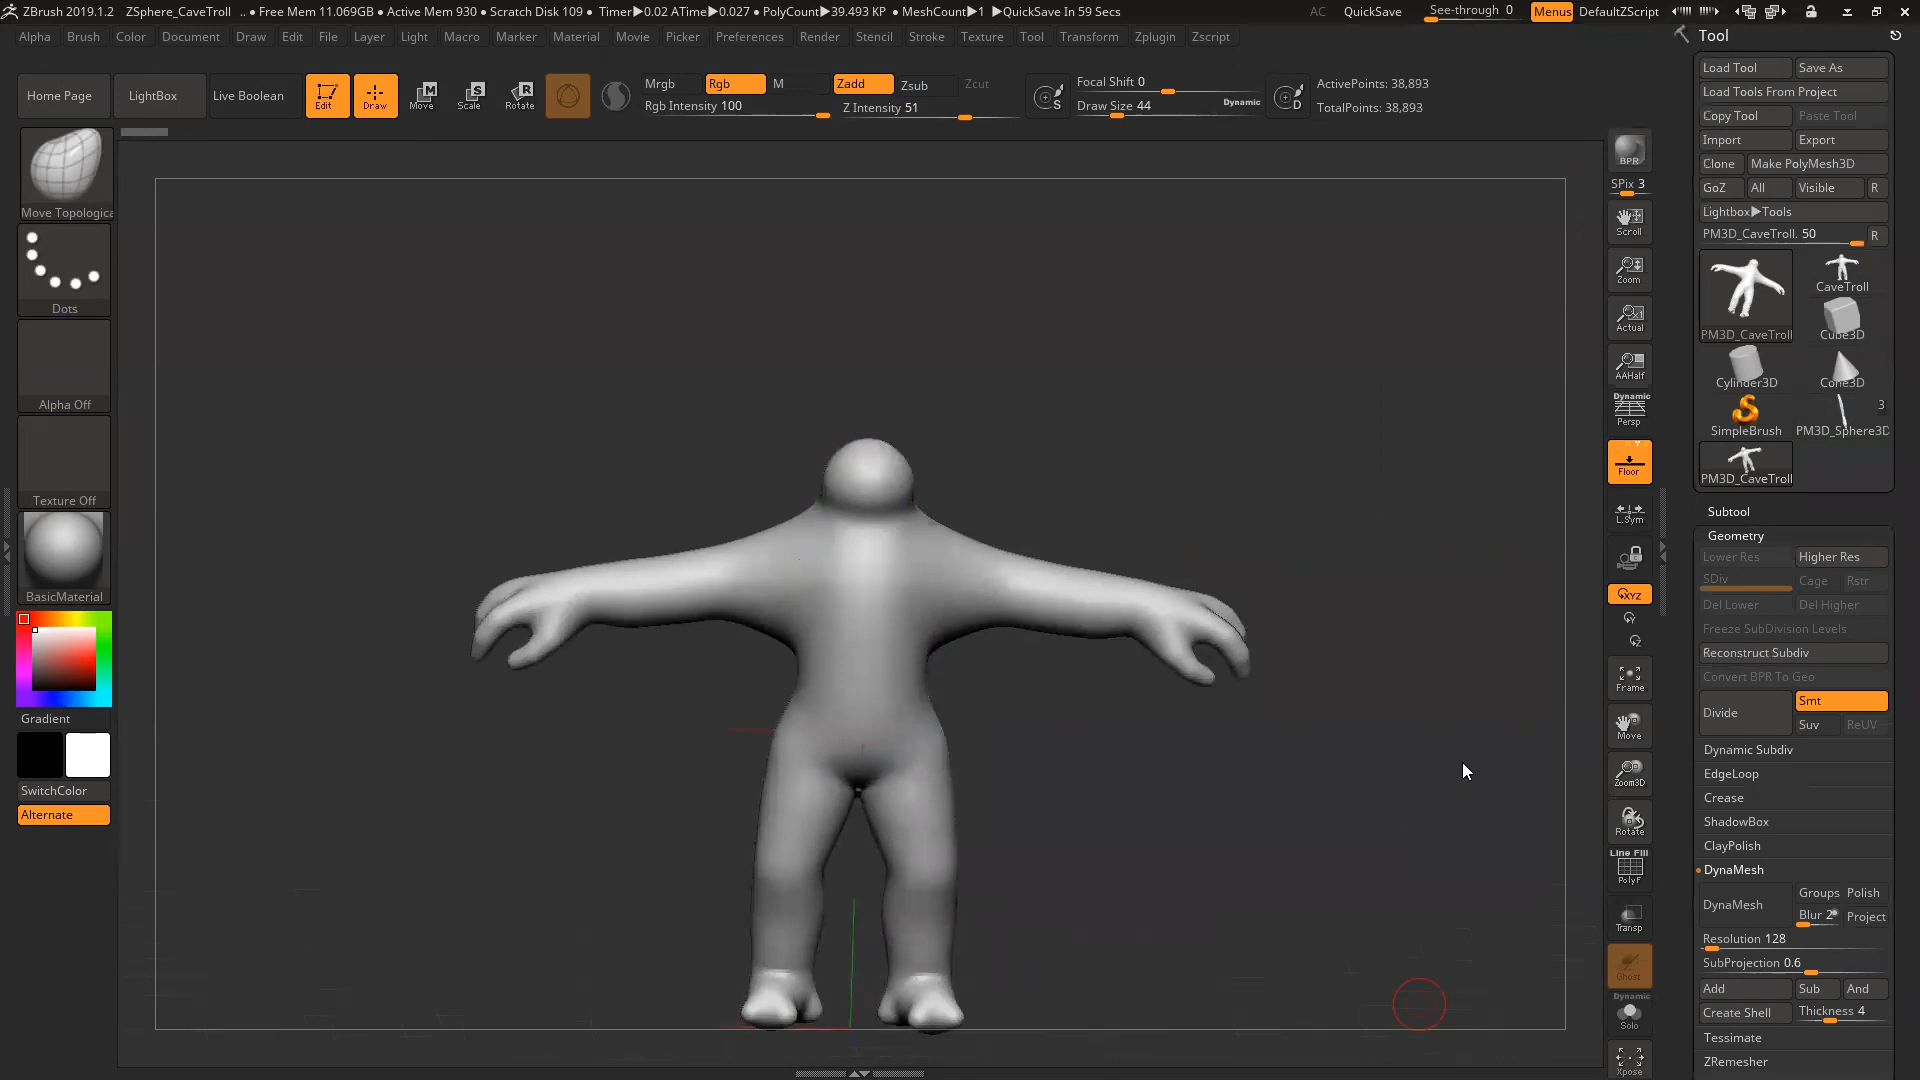 ZBrush 2019.1.2 ZSphere_CaveTroll .. • Free Mem 11.069GB • Active Mem 930 • Scratch Disk 109 • Timer▶0.02 ATime▶0.027 • PolyCount▶39.493 KP • MeshCount▶1 ▶QuickSave In 59 Secs AC QuickSave See-through 0 Menus DefaultZScript
Alpha Brush Color Document Draw Edit File Layer Light Macro Marker Material Movie Picker Preferences Render Stencil Stroke Texture Tool Transform Zplugin Zscript
Tool
Home Page LightBox Live Boolean Edit Draw Move Scale Rotate
Mrgb Rgb M Zadd Zsub Zcut
Rgb Intensity 100 Z Intensity 51
S Focal Shift 0
Draw Size 44 Dynamic D
ActivePoints: 38,893
TotalPoints: 38,893
Move Topologica
Dots
Alpha Off
Texture Off
BasicMaterial
Gradient
SwitchColor
Alternate
BPR
SPix 3
Scroll
Zoom
Actual
AAHalf
Dynamic
Persp
Floor
L.Sym
XYZ
Y
Z
Frame
Move
Zoom3D
Rotate
Line Fill
PolyF
Transp
Ghost
Dynamic
Solo
Xpose
Load Tool Save As
Load Tools From Project
Copy Tool Paste Tool
Import Export
Clone Make PolyMesh3D
GoZ All Visible R
Lightbox▶Tools
PM3D_CaveTroll. 50 R
CaveTroll
PM3D_CaveTroll Cube3D
Cylinder3D Cone3D
3
SimpleBrush PM3D_Sphere3D
PM3D_CaveTroll
Subtool
Geometry
Lower Res Higher Res
SDiv Cage Rstr
Del Lower Del Higher
Freeze SubDivision Levels
Reconstruct Subdiv
Convert BPR To Geo
Divide Smt
Suv ReUV
Dynamic Subdiv
EdgeLoop
Crease
ShadowBox
ClayPolish
DynaMesh
DynaMesh Groups Polish
Blur 2 Project
Resolution 128
SubProjection 0.6
Add Sub And
Create Shell Thickness 4
Tessimate
ZRemesher